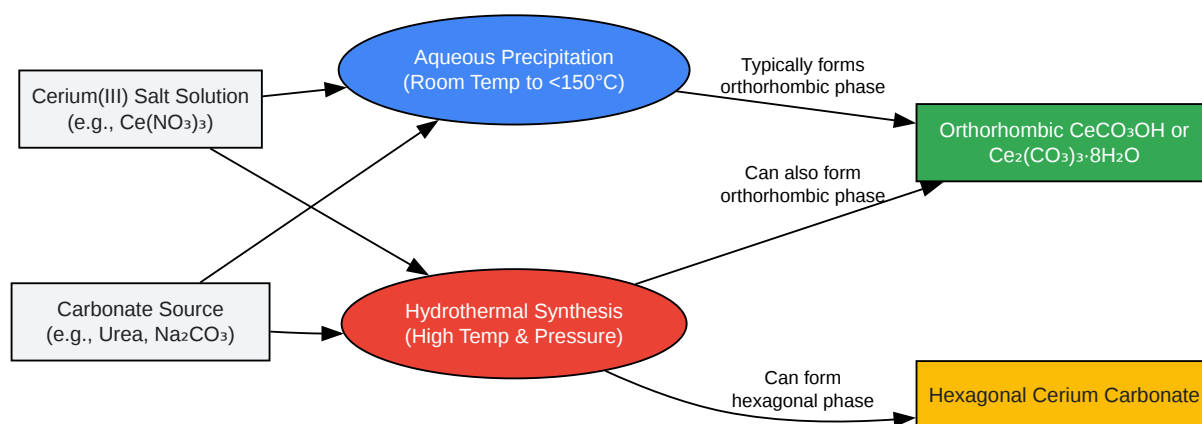 Cerium(III) Salt Solution
(e.g., Ce(NO₃)₃)
Carbonate Source
(e.g., Urea, Na₂CO₃)
Aqueous Precipitation
(Room Temp to <150°C)
Hydrothermal Synthesis
(High Temp & Pressure)
Typically forms
orthorhombic phase
Can also form
orthorhombic phase
Can form
hexagonal phase
Orthorhombic CeCO₃OH or
Ce₂(CO₃)₃·8H₂O
Hexagonal Cerium Carbonate